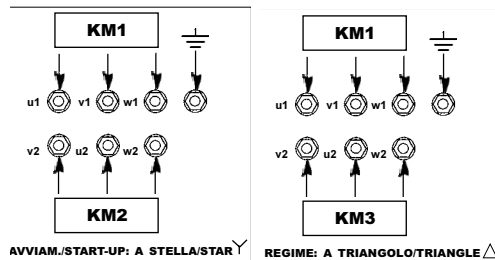 KM1
u1 v1 w1
v2 u2 w2
KM2
AVVIAM./START-UP: A STELLA/STAR
KM1
u1 v1 w1
v2 u2 w2
KM3
REGIME: A TRIANGOLO/TRIANGLE